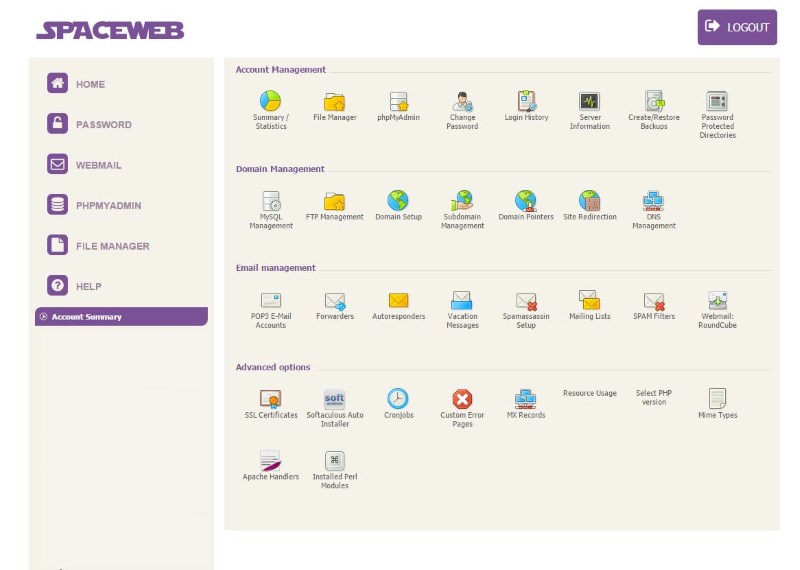 SPACEWEB
LOGOUT
HOME
PASSWORD
WEBMAIL
PHPMYADMIN
FILE MANAGER
HELP
Account Summary
Account Management
Summary /
Statistics
File Manager
phpMyAdmin
Change
Password
Login History
Server
Information
Create/Restore
Backups
Password
Protected
Directories
Domain Management
MySQL
Management
FTP Management
Domain Setup
Subdomain
Management
Domain Pointers
Site Redirection
DNS
Management
Email management
POP3 E-Mail
Accounts
Forwarders
Autoresponders
Vacation
Messages
Spamassassin
Setup
Mailing Lists
SPAM Filters
Webmail:
RoundCube
Advanced options
SSL Certificates
soft
Softaculous Auto
Installer
Cronjobs
Custom Error
Pages
MX Records
Resource Usage
Select PHP
version
Mime Types
Apache Handlers
Installed Perl
Modules